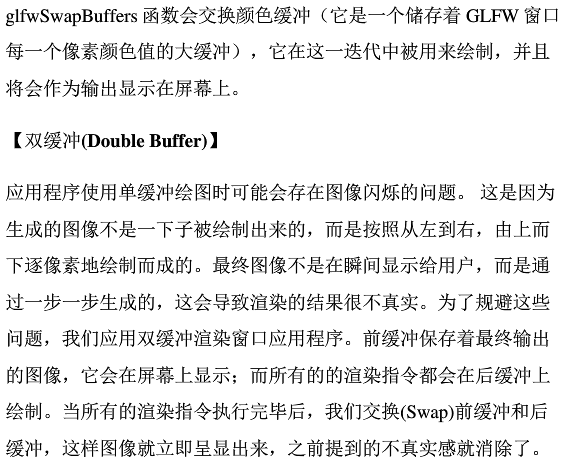 glfwSwapBuffers 函数会交换颜色缓冲（它是一个储存着 GLFW 窗口
每一个像素颜色值的大缓冲），它在这一迭代中被用来绘制，并且
将会作为输出显示在屏幕上。
【双缓冲(Double Buffer)】
应用程序使用单缓冲绘图时可能会存在图像闪烁的问题。 这是因为
生成的图像不是一下子被绘制出来的，而是按照从左到右，由上而
下逐像素地绘制而成的。最终图像不是在瞬间显示给用户，而是通
过一步一步生成的，这会导致渲染的结果很不真实。为了规避这些
问题，我们应用双缓冲渲染窗口应用程序。前缓冲保存着最终输出
的图像，它会在屏幕上显示；而所有的的渲染指令都会在后缓冲上
绘制。当所有的渲染指令执行完毕后，我们交换(Swap)前缓冲和后
缓冲，这样图像就立即呈显出来，之前提到的不真实感就消除了。